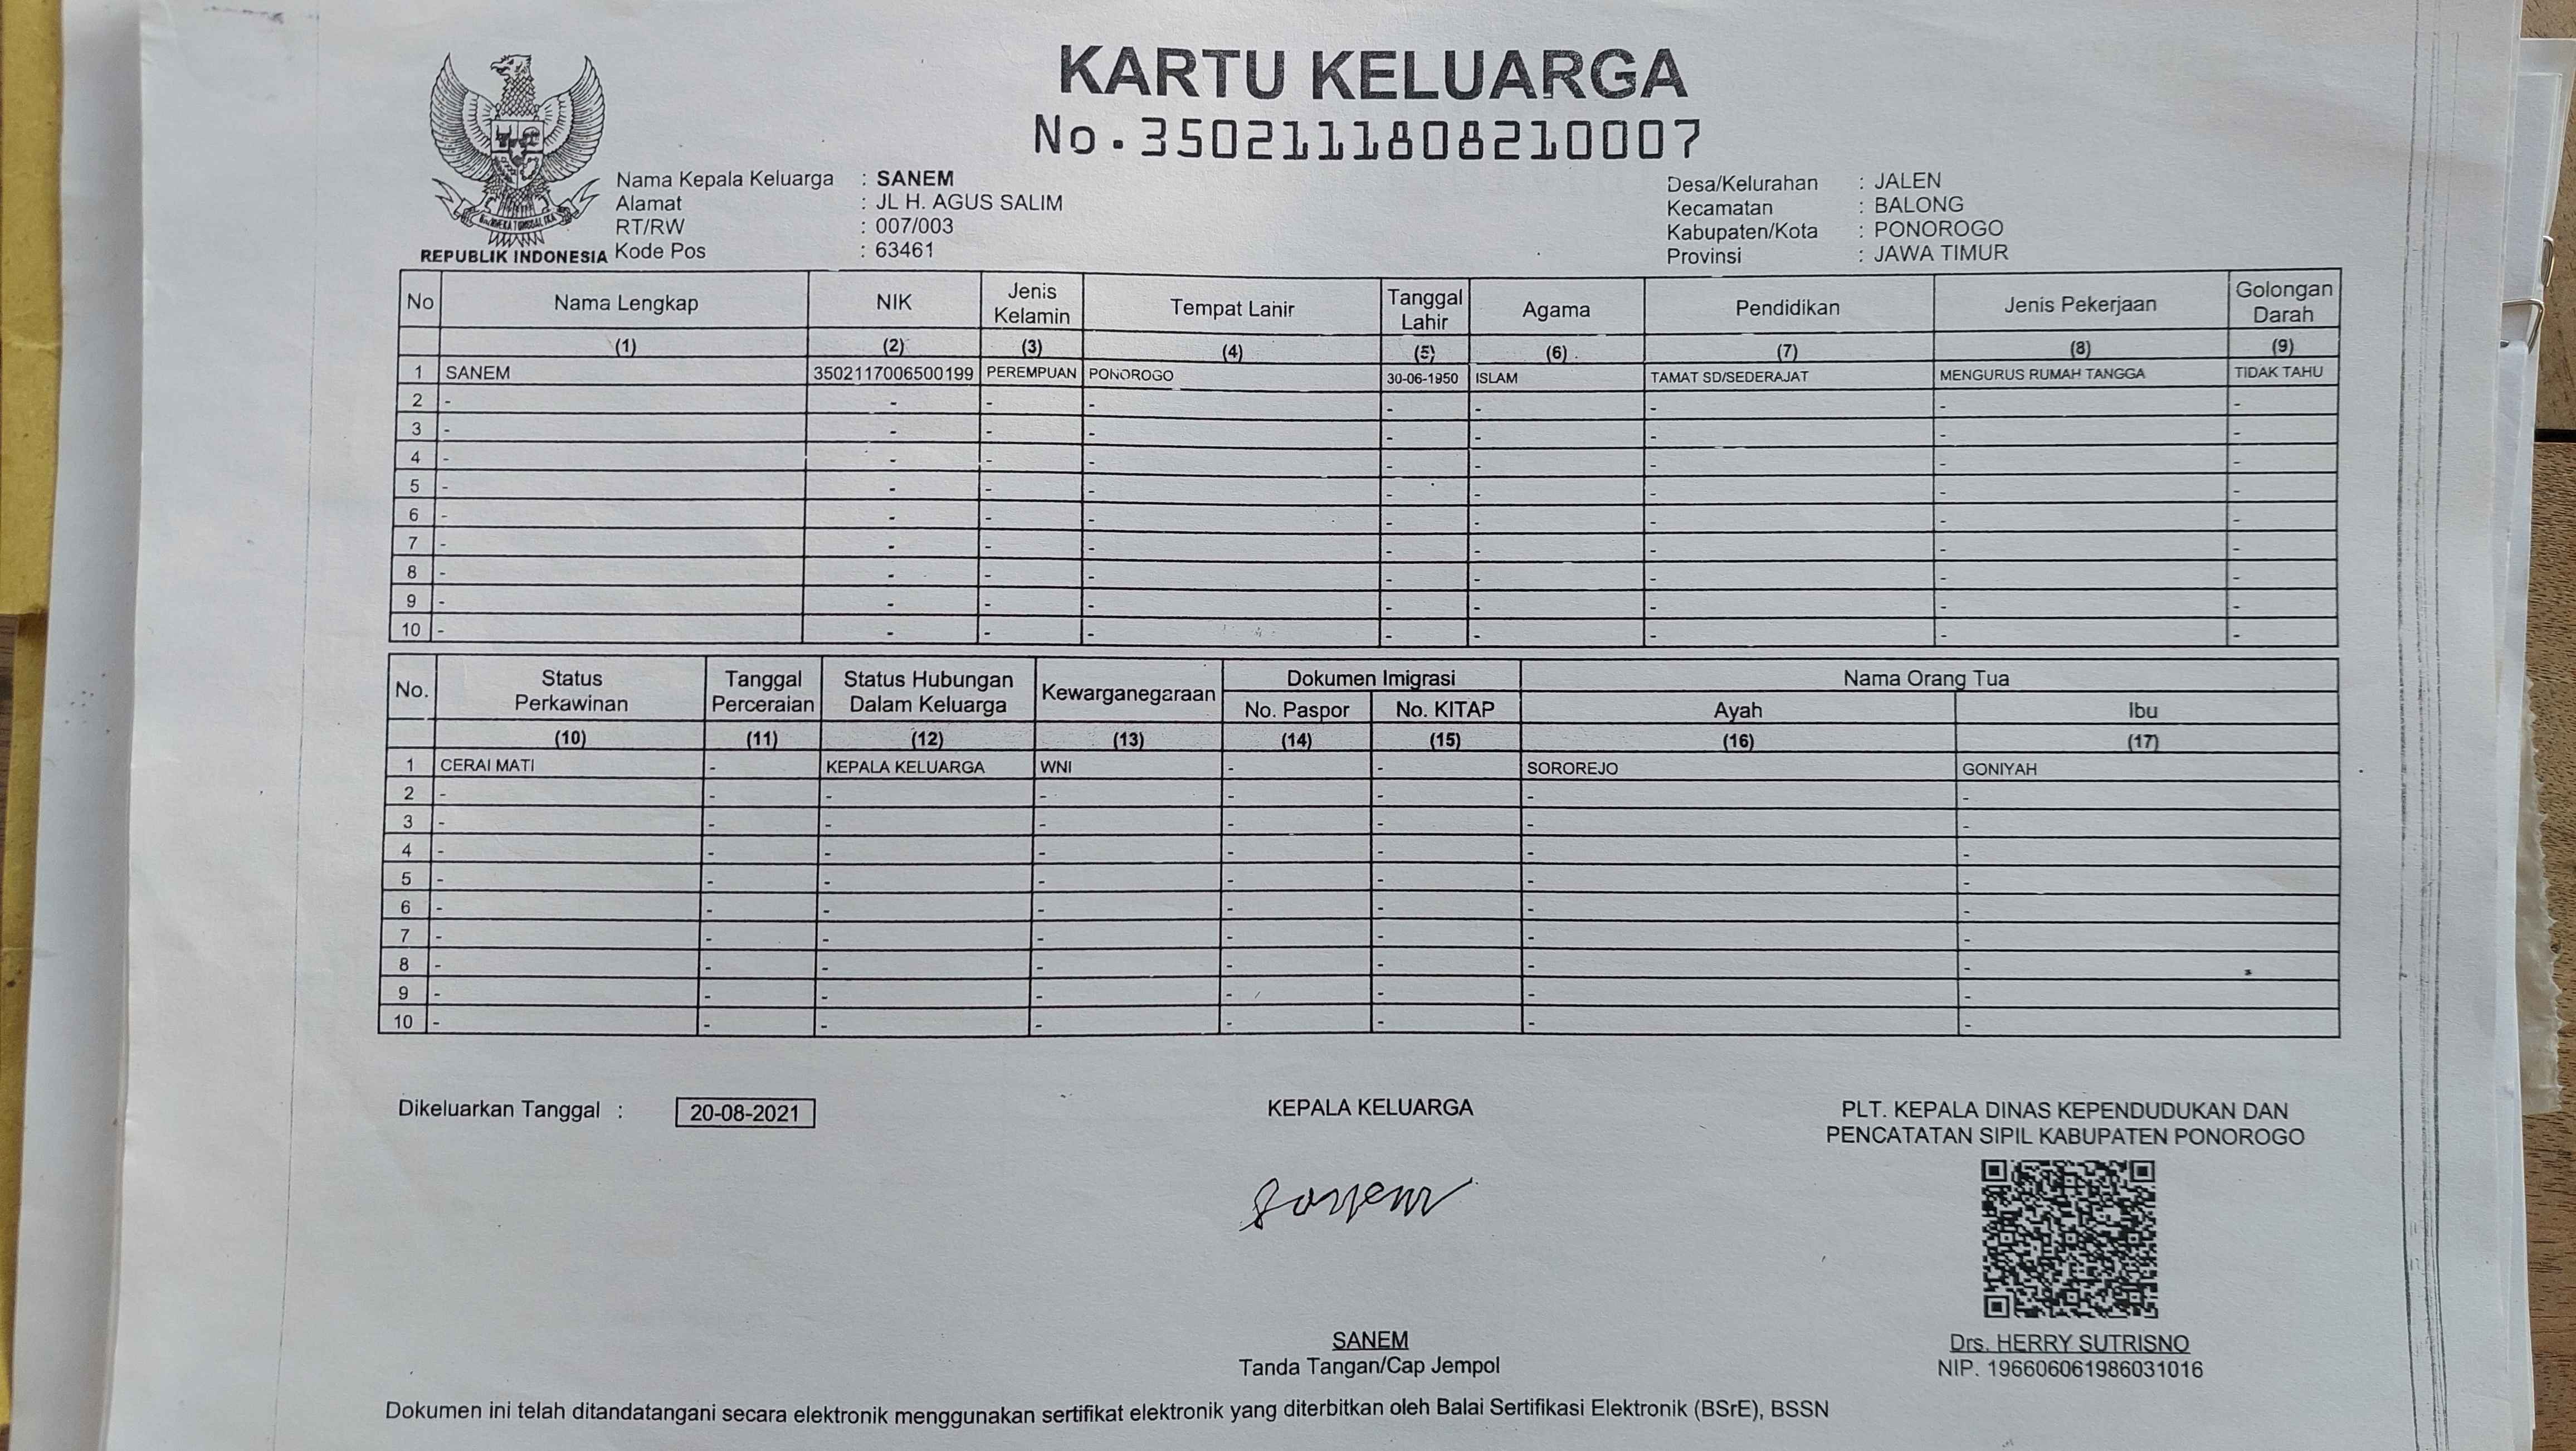 KARTU KELUARGA
No.3502111808210007
Nama Kepala Keluarga : SANEM
Alamat : JL H. AGUS SALIM
RT/RW : 007/003
Kode Pos : 63461
Desa/Kelurahan : JALEN
Kecamatan : BALONG
Kabupaten/Kota : PONOROGO
Provinsi : JAWA TIMUR
REPUBLIK INDONESIA
No Nama Lengkap NIK Jenis Kelamin Tempat Lahir Tanggal Lahir Agama Pendidikan Jenis Pekerjaan Golongan Darah
(1) (2) (3) (4) (5) (6) (7) (8) (9)
1 SANEM 3502117006500199 PEREMPUAN PONOROGO 30-06-1950 ISLAM TAMAT SD/SEDERAJAT MENGURUS RUMAH TANGGA TIDAK TAHU
2 - - - - - - - - -
3 - - - - - - - - -
4 - - - - - - - - -
5 - - - - - - - - -
6 - - - - - - - - -
7 - - - - - - - - -
8 - - - - - - - - -
9 - - - - - - - - -
10 - - - - - - - - -
No. Status Perkawinan Tanggal Perceraian Status Hubungan Dalam Keluarga Kewarganegaraan Dokumen Imigrasi Nama Orang Tua
No. Paspor No. KITAP Ayah Ibu
(10) (11) (12) (13) (14) (15) (16) (17)
1 CERAI MATI - KEPALA KELUARGA WNI - - SOROREJO GONIYAH
2 - - - - - - - -
3 - - - - - - - -
4 - - - - - - - -
5 - - - - - - - -
6 - - - - - - - -
7 - - - - - - - -
8 - - - - - - - -
9 - - - - - - - -
10 - - - - - - - -
Dikeluarkan Tanggal : 20-08-2021
KEPALA KELUARGA
SANEM
Tanda Tangan/Cap Jempol
PLT. KEPALA DINAS KEPENDUDUKAN DAN
PENCATATAN SIPIL KABUPATEN PONOROGO
Drs. HERRY SUTRISNO
NIP. 196606061986031016
Dokumen ini telah ditandatangani secara elektronik menggunakan sertifikat elektronik yang diterbitkan oleh Balai Sertifikasi Elektronik (BSrE), BSSN